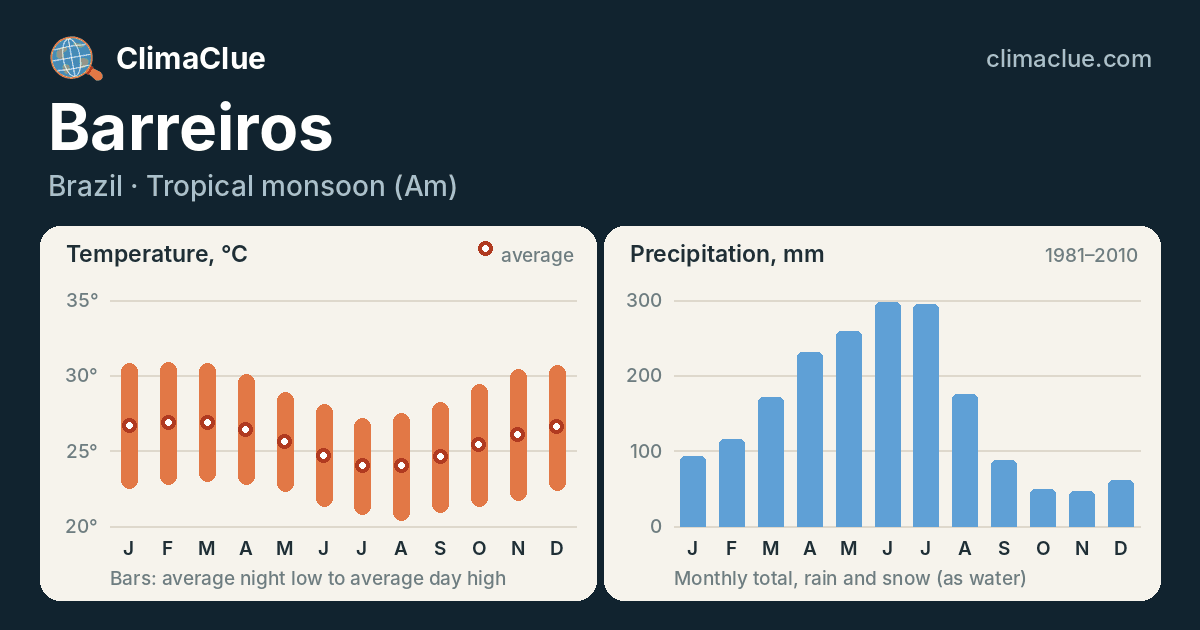 ClimaClue
climaclue.com
Barreiros
Brazil · Tropical monsoon (Am)
Temperature, °C
average
35°
30°
25°
20°
J F M A M J J A S O N D
Bars: average night low to average day high
Precipitation, mm
1981–2010
300
200
100
0
J F M A M J J A S O N D
Monthly total, rain and snow (as water)